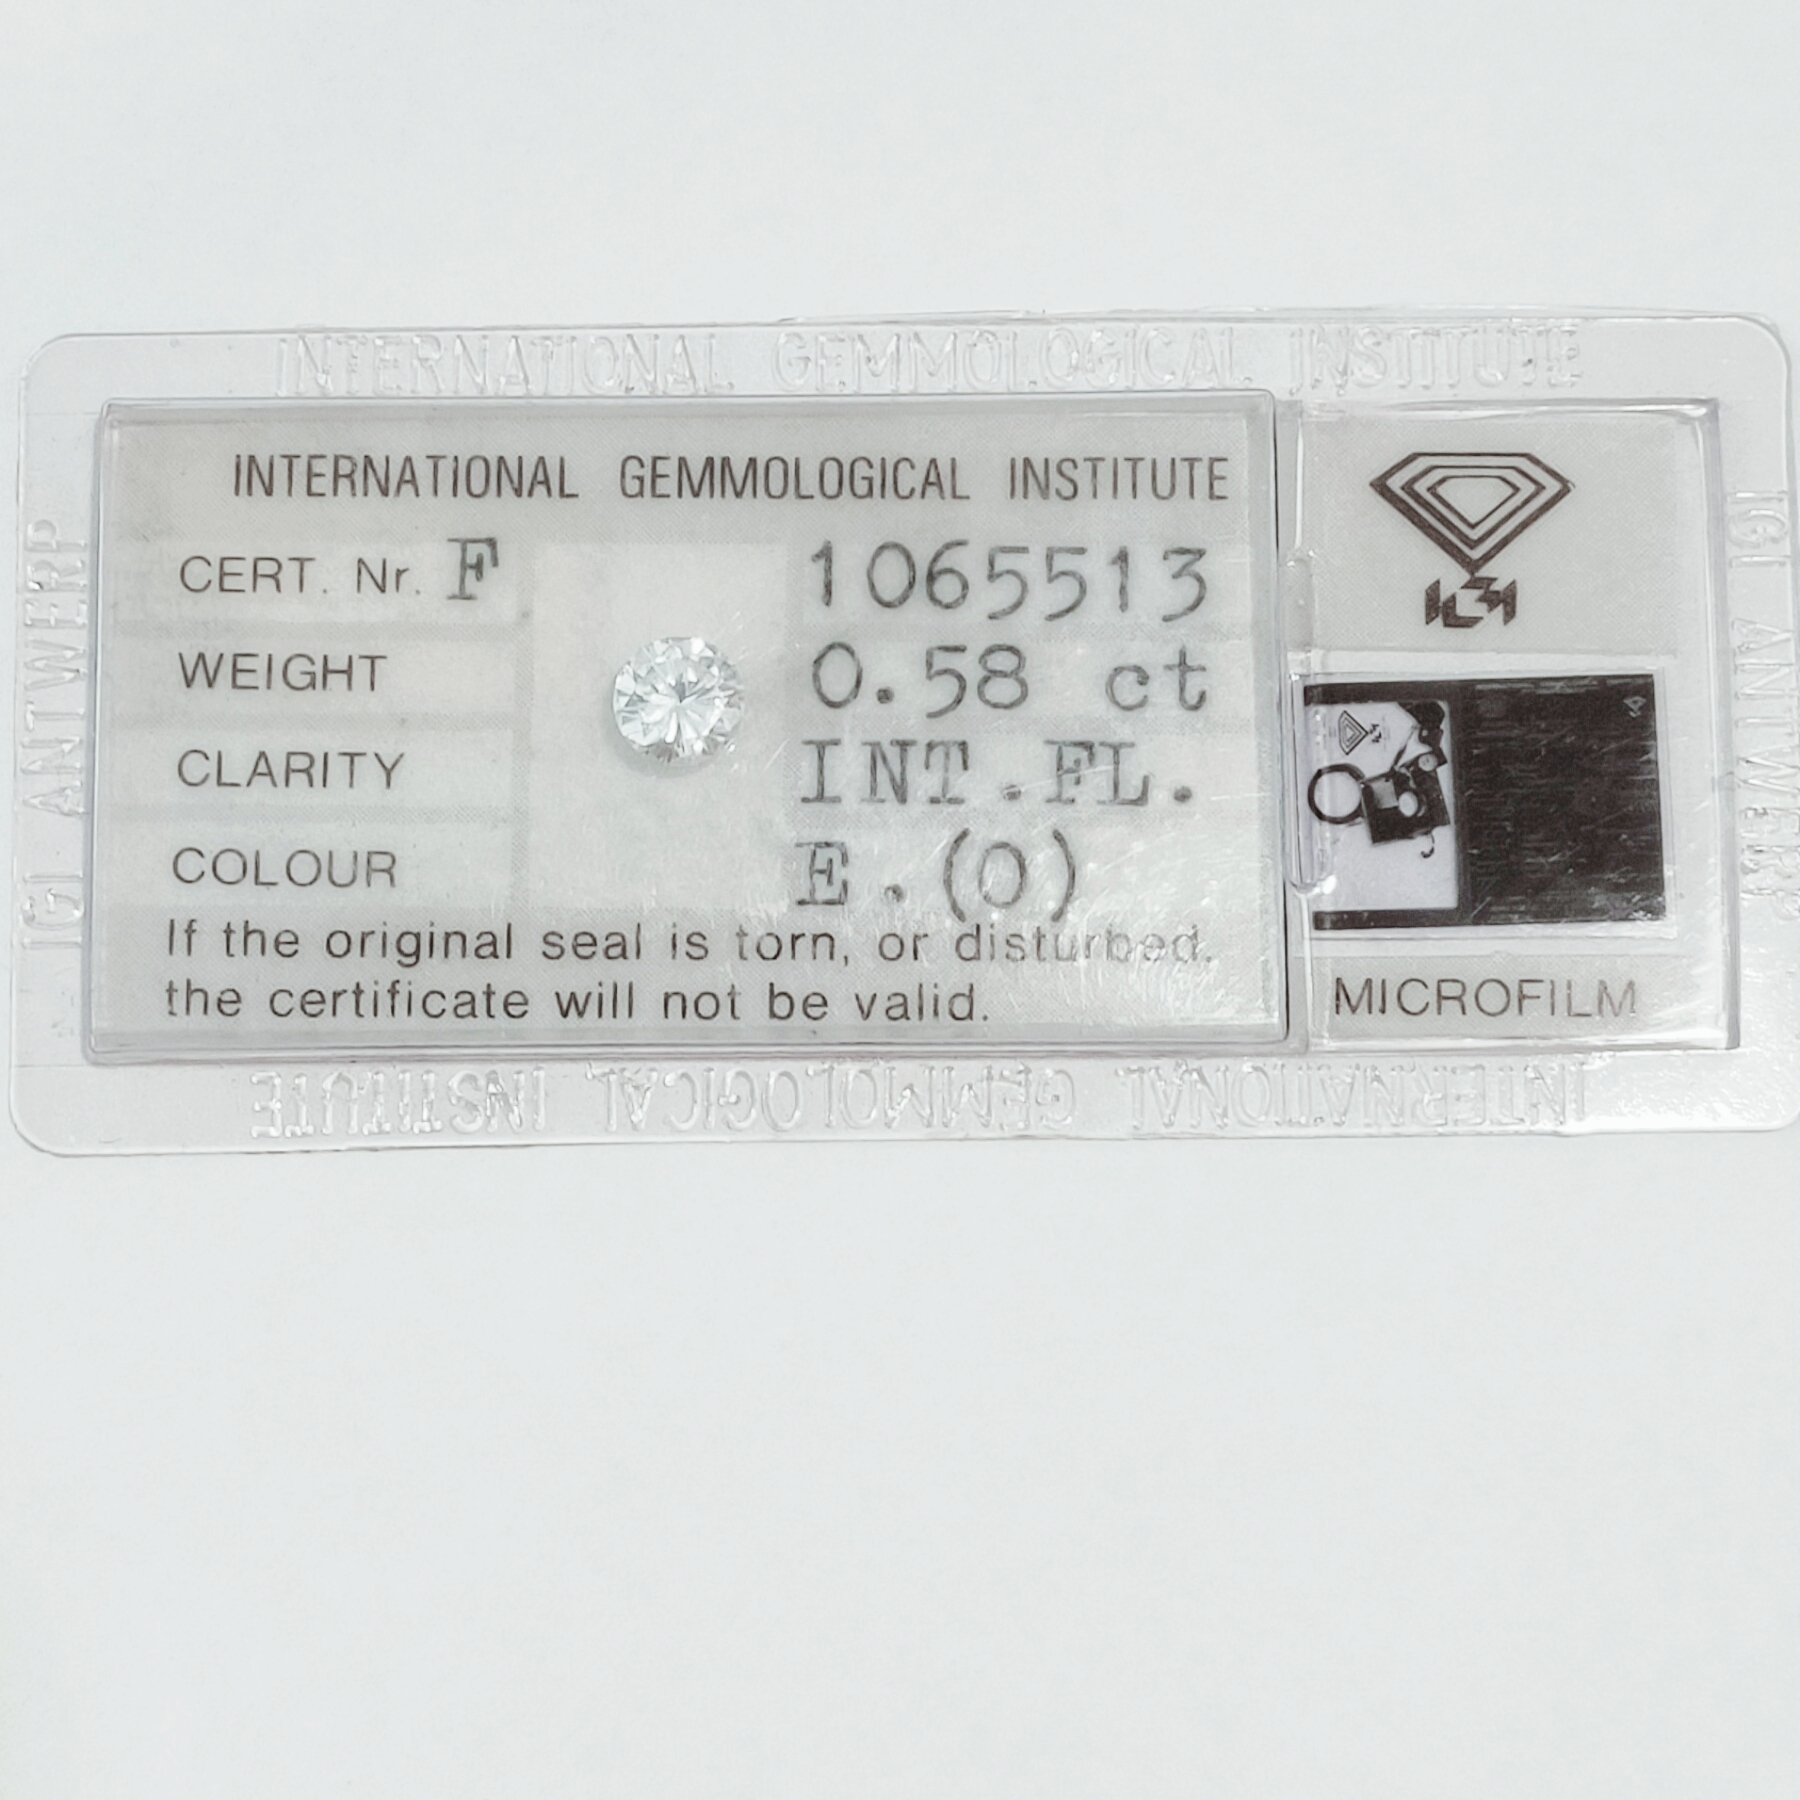 INTERNATIONAL GEMMOLOGICAL INSTITUTE
INTERNATIONAL GEMMOLOGICAL INSTITUTE
CERT. Nr. F 1065513
WEIGHT 0.58 ct
CLARITY INT.FL.
COLOUR E.(O)
If the original seal is torn, or disturbed.
the certificate will not be valid.
IGI
MICROFILM
IGI ANTWERP
IGI ANTWERP
INTERNATIONAL GEMMOLOGICAL INSTITUTE